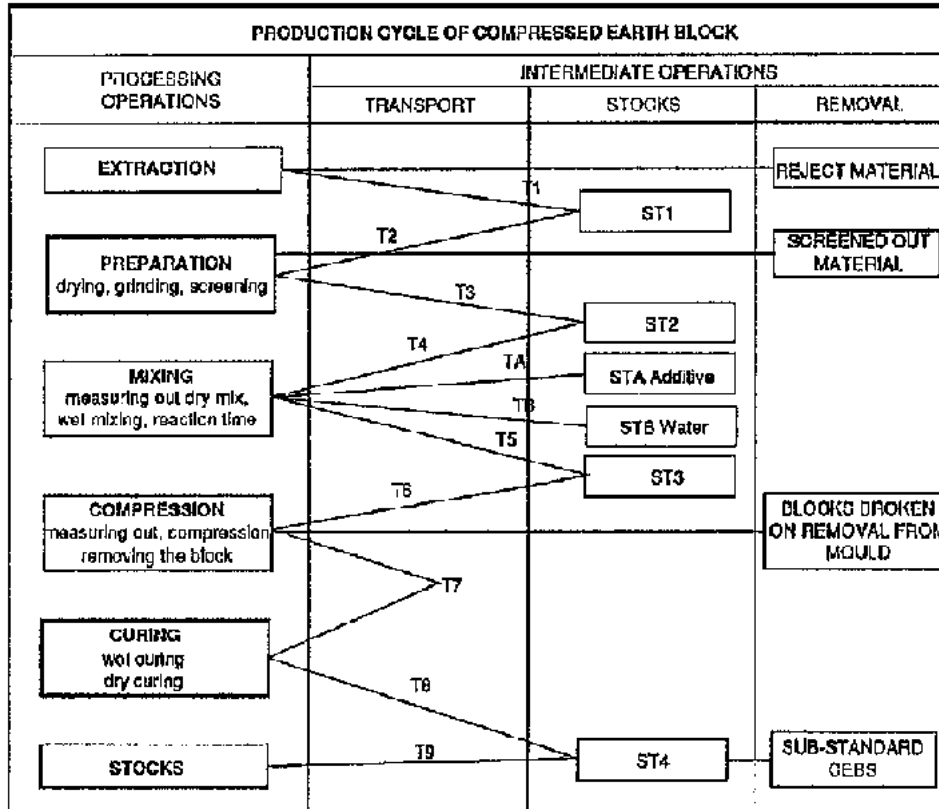 PRODUCTION CYCLE OF COMPRESSED EARTH BLOCK
PROCESSING
OPERATIONS
INTERMEDIATE OPERATIONS
TRANSPORT
STOCKS
REMOVAL
EXTRACTION
REJECT MATERIAL
T1
ST1
T2
PREPARATION
drying, grinding, screening
SCREENED OUT
MATERIAL
T3
ST2
T4
MIXING
measuring out dry mix,
wet mixing, reaction time
TA
STA Additive
TB
STB Water
T5
ST3
T6
COMPRESSION
measuring out, compression
removing the block
BLOCKS BROKEN
ON REMOVAL FROM
MOULD
T7
CURING
wet curing
dry curing
T8
T9
STOCKS
ST4
SUB-STANDARD
CEBS